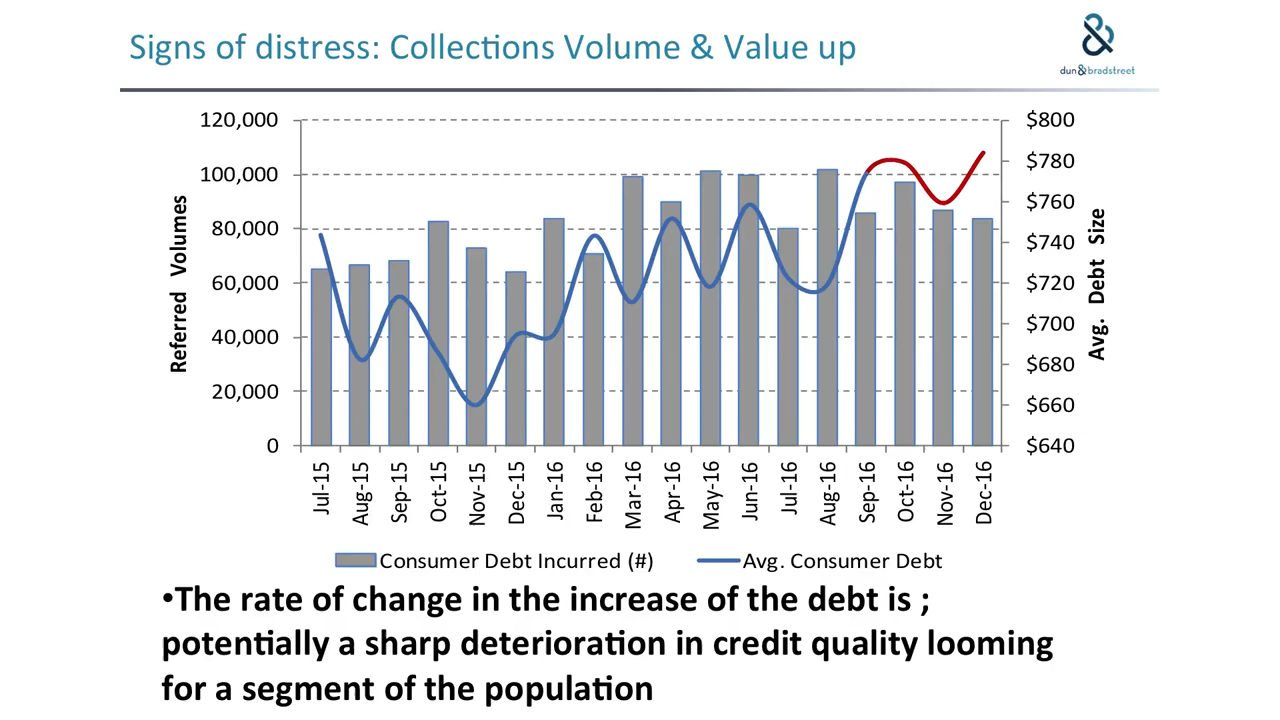 Signs of distress: Collections Volume & Value up
dun&bradstreet
120,000
100,000
80,000
60,000
40,000
20,000
0
Referred Volumes
$800
$780
$760
$740
$720
$700
$680
$660
$640
Avg. Debt Size
Jul-15
Aug-15
Sep-15
Oct-15
Nov-15
Dec-15
Jan-16
Feb-16
Mar-16
Apr-16
May-16
Jun-16
Jul-16
Aug-16
Sep-16
Oct-16
Nov-16
Dec-16
Consumer Debt Incurred (#)
Avg. Consumer Debt
•The rate of change in the increase of the debt is ;
potentially a sharp deterioration in credit quality looming
for a segment of the population